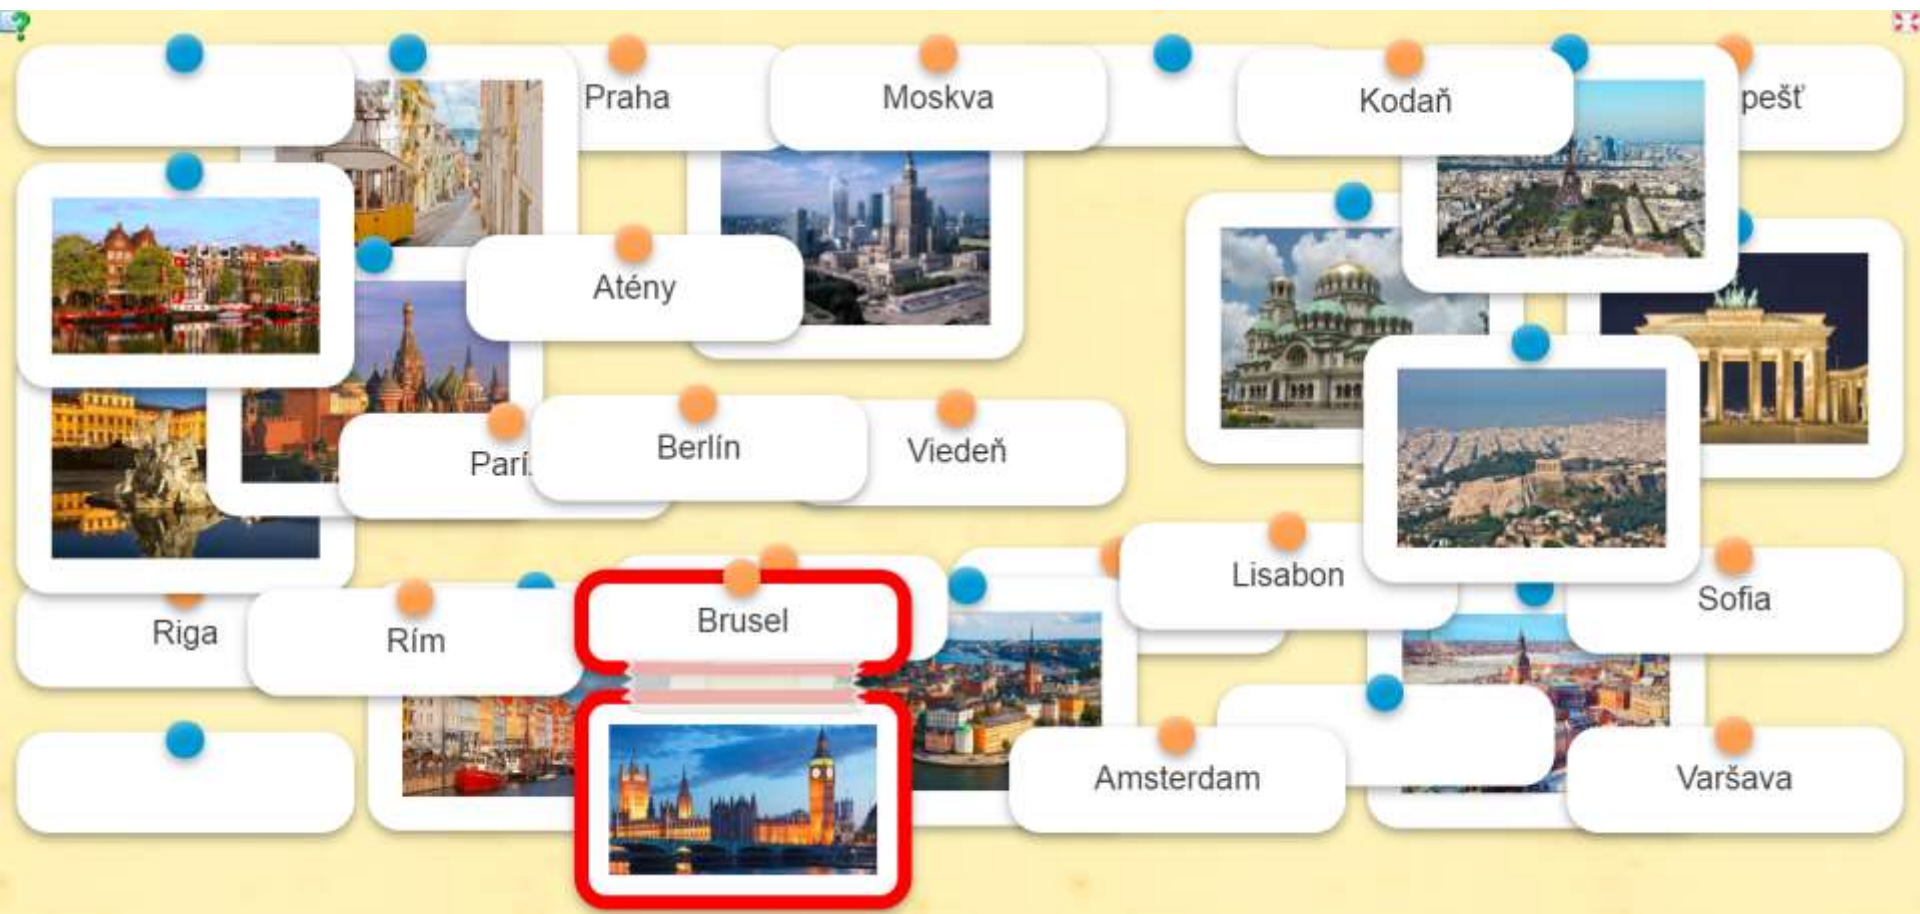 Praha
Moskva
Kodaň
pešť
Atény
Parí
Berlín
Viedeň
Lisabon
Sofia
Brusel
Riga
Rím
Amsterdam
Varšava